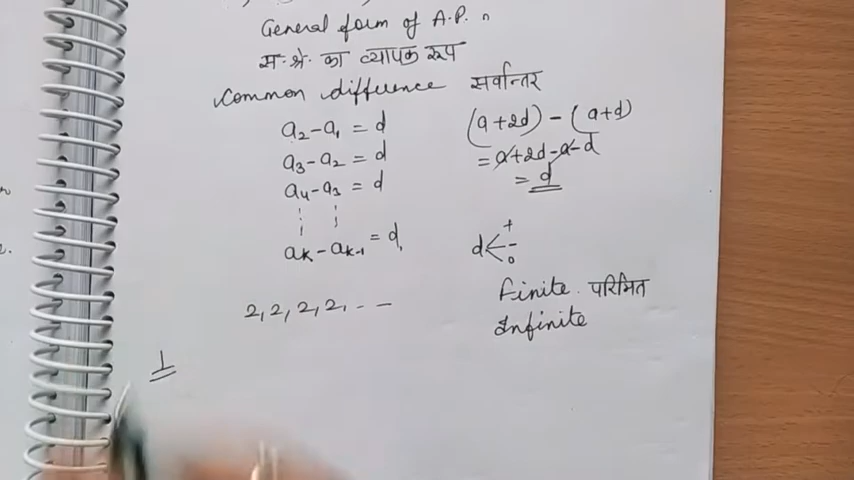 General form of A.P.
स.श्रे. का व्यापक रूप
Common difference सर्वान्तर
a₂-a₁ = d
(a+2d) - (a+d)
a₃-a₂ = d
= a+2d-a-d
a₄-a₃ = d
= d
aₖ-aₖ₋₁ = d,
d < + - 0
2,2,2,2,...
Finite. परिमित
Infinite
1